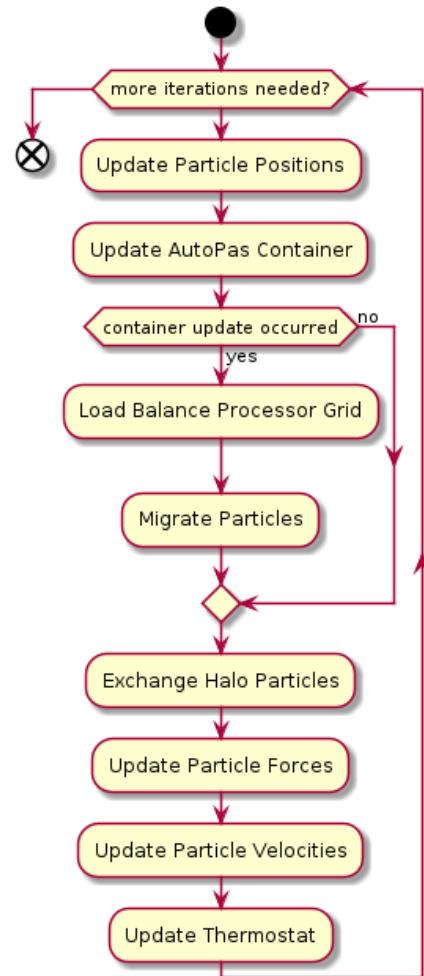 more iterations needed?
Update Particle Positions
Update AutoPas Container
container update occurred
no
yes
Load Balance Processor Grid
Migrate Particles
Exchange Halo Particles
Update Particle Forces
Update Particle Velocities
Update Thermostat